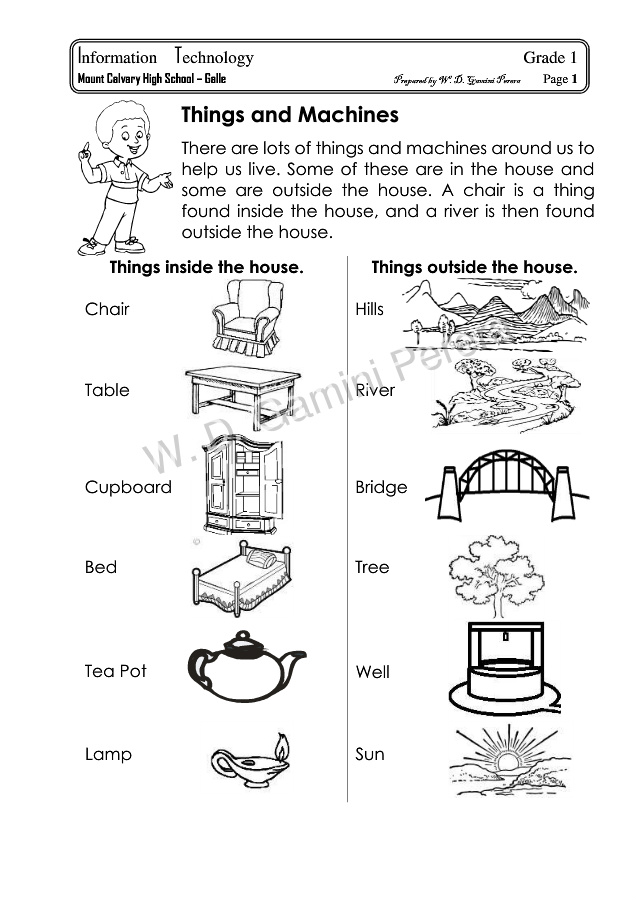 Information Technology Grade 1
Mount Calvary High School – Galle Prepared by W. D. Gamini Perera Page 1
Things and Machines
There are lots of things and machines around us to
help us live. Some of these are in the house and
some are outside the house. A chair is a thing
found inside the house, and a river is then found
outside the house.
Things inside the house. Things outside the house.
Chair Hills
Table River
Cupboard Bridge
Bed Tree
Tea Pot Well
Lamp Sun
W. D. Gamini Perera
©